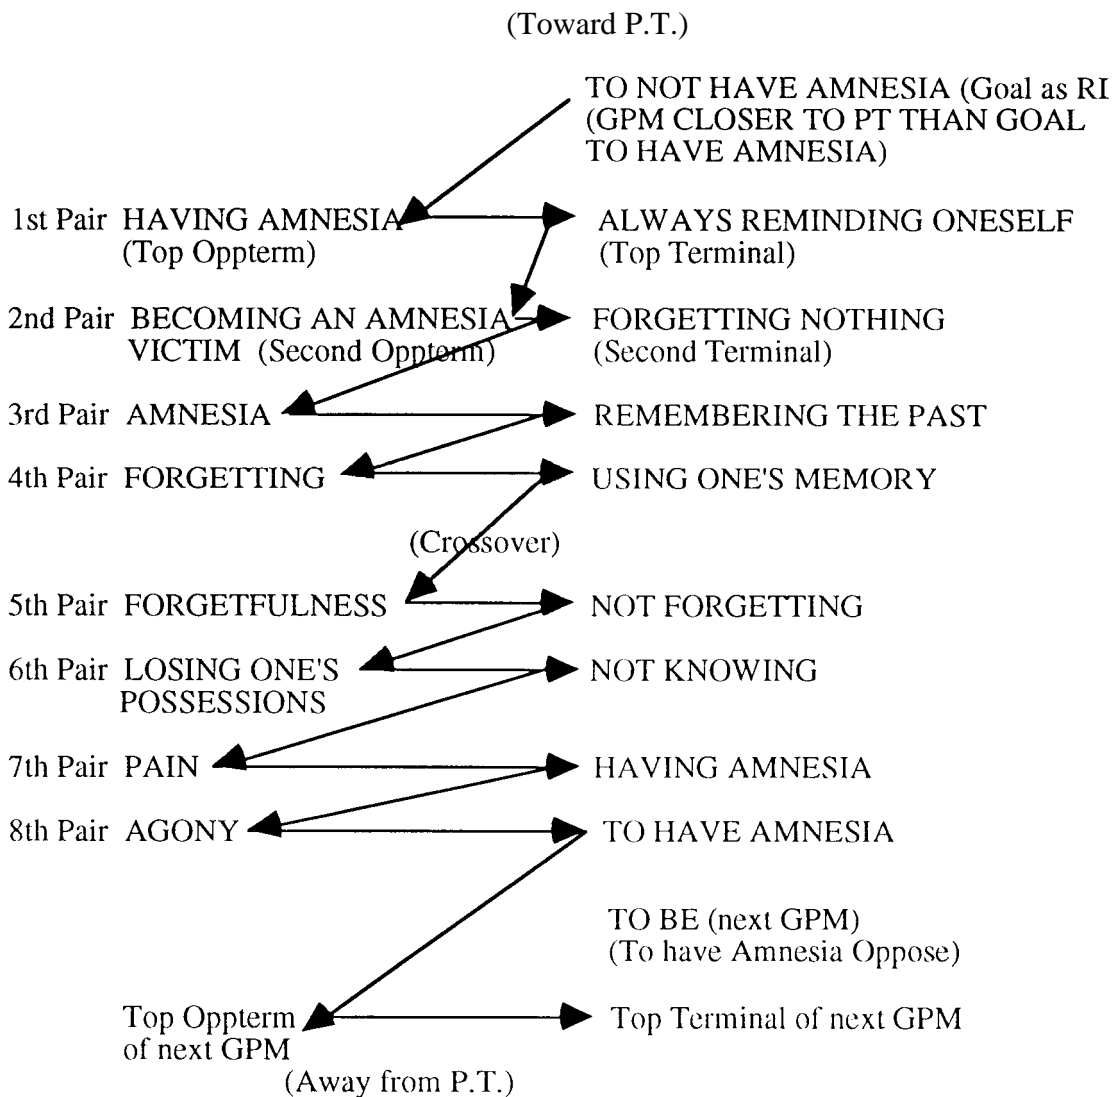 (Toward P.T.)
TO NOT HAVE AMNESIA (Goal as RI
(GPM CLOSER TO PT THAN GOAL
TO HAVE AMNESIA)
1st Pair HAVING AMNESIA
(Top Oppterm)
ALWAYS REMINDING ONESELF
(Top Terminal)
2nd Pair BECOMING AN AMNESIA
VICTIM (Second Oppterm)
FORGETTING NOTHING
(Second Terminal)
3rd Pair AMNESIA
REMEMBERING THE PAST
4th Pair FORGETTING
USING ONE'S MEMORY
(Crossover)
5th Pair FORGETFULNESS
NOT FORGETTING
6th Pair LOSING ONE'S
POSSESSIONS
NOT KNOWING
7th Pair PAIN
HAVING AMNESIA
8th Pair AGONY
TO HAVE AMNESIA
TO BE (next GPM)
(To have Amnesia Oppose)
Top Oppterm
of next GPM
Top Terminal of next GPM
(Away from P.T.)